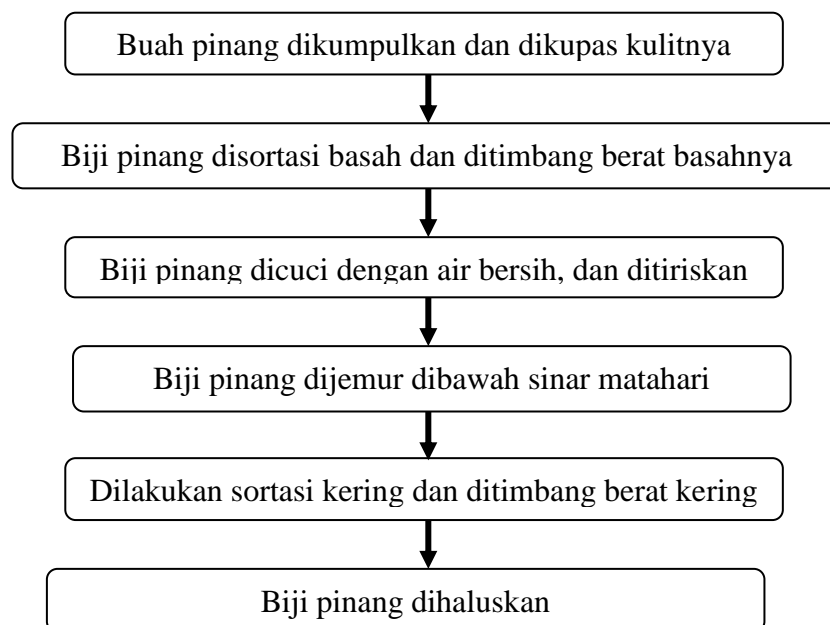 Buah pinang dikumpulkan dan dikupas kulitnya
Biji pinang disortasi basah dan ditimbang berat basahnya
Biji pinang dicuci dengan air bersih, dan ditiriskan
Biji pinang dijemur dibawah sinar matahari
Dilakukan sortasi kering dan ditimbang berat kering
Biji pinang dihaluskan